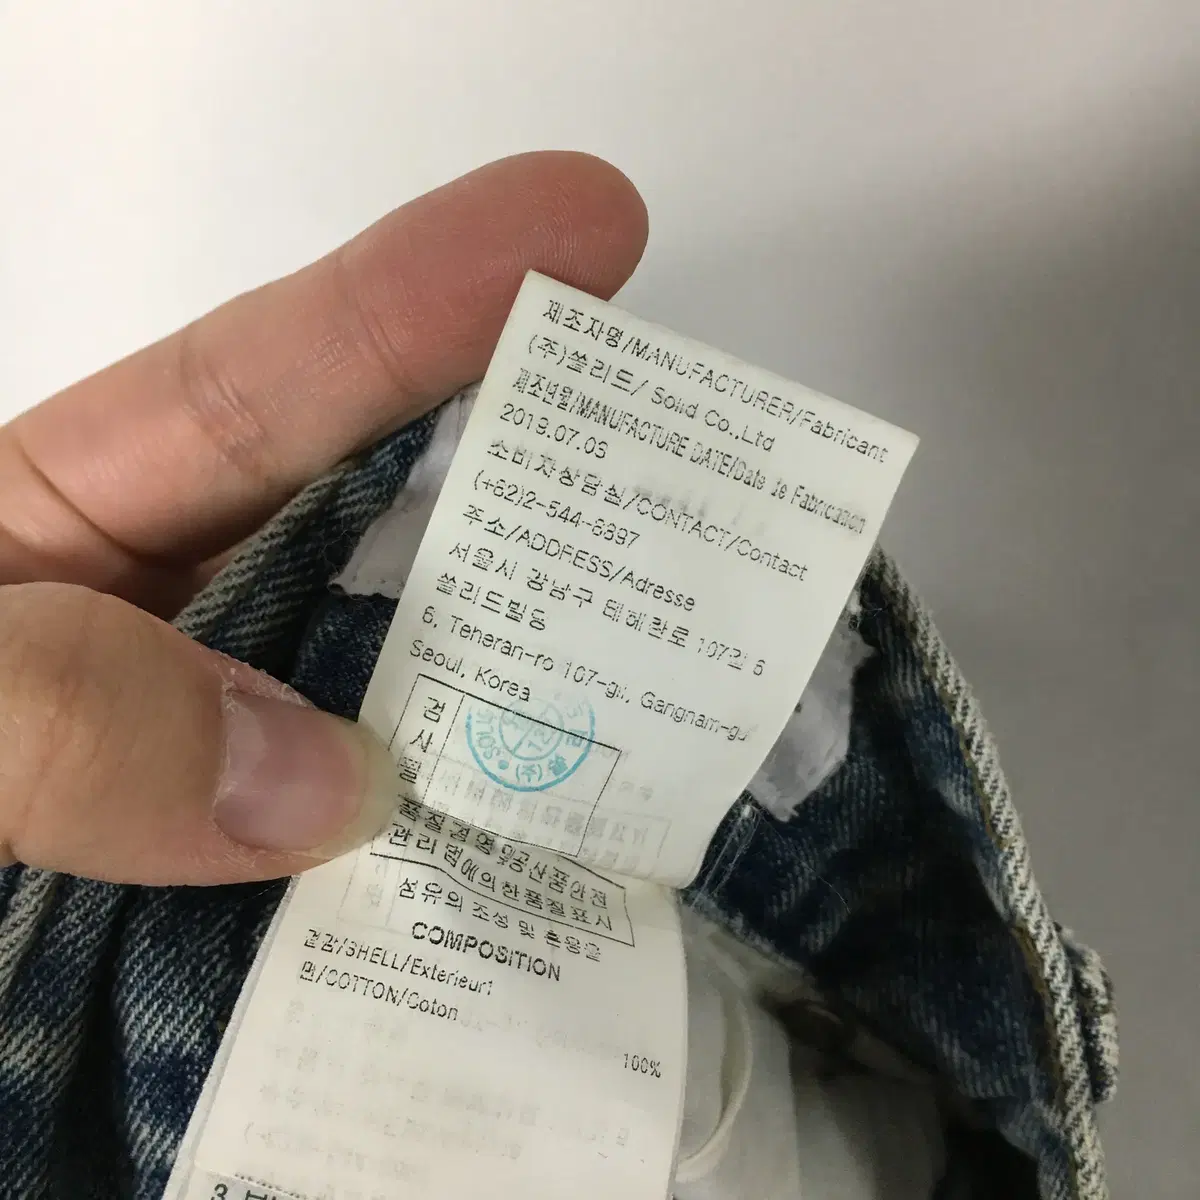 제조자명/MANUFACTURER/Fabricant
(주)쏠리드/ Solid Co.,Ltd
제조년월/MANUFACTURE DATE/Date de Fabrication
2019.07.03
소비자상담실/CONTACT/Contact
(+82)2-544-8897
주소/ADDRESS/Adresse
서울시 강남구 테헤란로 107길 6
쏠리드빌딩
6, Teheran-ro 107-gil, Gangnam-gu
Seoul, Korea
검사필
품질경영 및 공산품안전
관리법에의한품질표시
섬유의 조성 및 혼용율
COMPOSITION
겉감/SHELL/Exterieur1
면/COTTON/Coton
100%